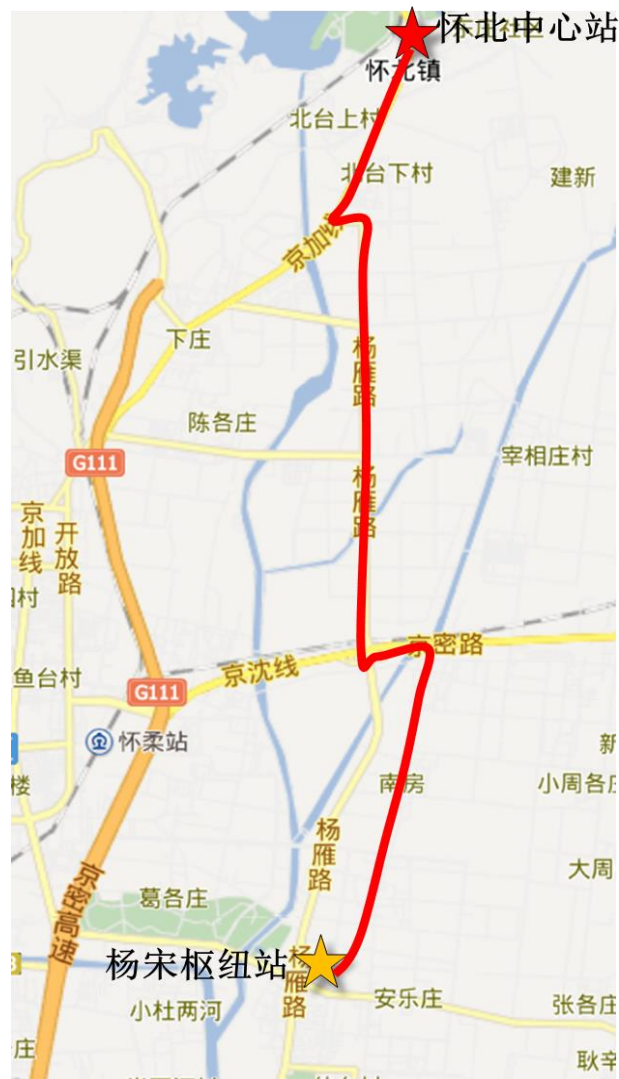 怀北中心站
怀北镇
北台上村
北台下村
建新
京加线
下庄
引水渠
杨雁路
陈各庄
G111
宰相庄村
杨雁路
京加线
开放路
京密路
京沈线
鱼台村
G111
怀柔站
南房
小周各庄
楼
杨雁路
大周
京密高速
葛各庄
杨宋枢纽站
杨雁路
安乐庄
小杜两河
张各庄
庄
耿辛